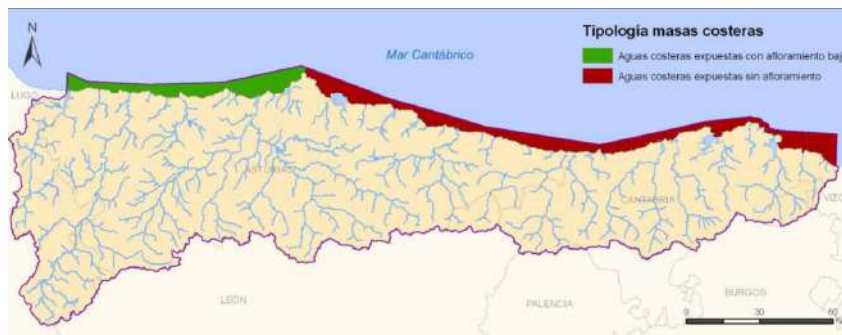 N
Mar Cantábrico
Tipología masas costeras
Aguas costeras expuestas con afloramiento baj
Aguas costeras expuestas sin afloramiento
LUGO
ASTURIAS
CANTABRIA
VIZC
LEÓN
PALENCIA
BURGOS
0 30 60